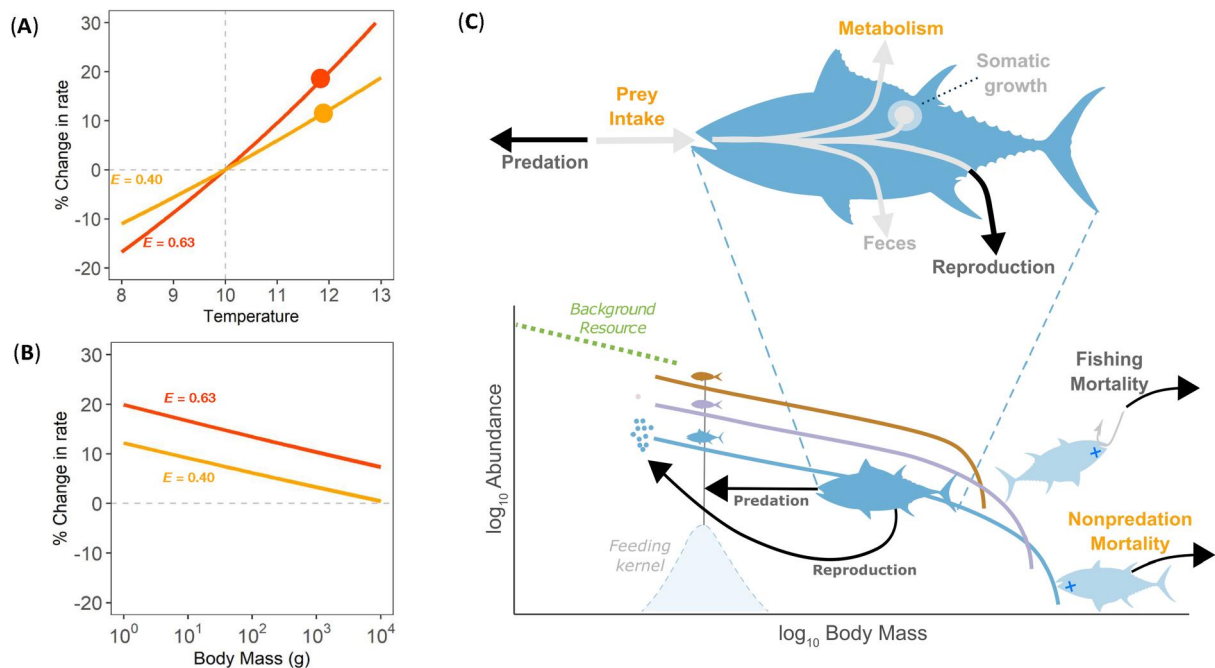 (A)
30
20
10
0
-10
-20
% Change in rate
E = 0.40
E = 0.63
8 9 10 11 12 13
Temperature
(B)
30
20
10
0
10
-20
% Change in rate
E = 0.63
E = 0.40
10^0 10^1 10^2 10^3 10^4
Body Mass (g)
(C)
Metabolism
Somatic
growth
Prey
Intake
Predation
Feces
Reproduction
Background
Resource
log10 Abundance
Fishing
Mortality
Predation
Feeding
kernel
Reproduction
Nonpredation
Mortality
log10 Body Mass